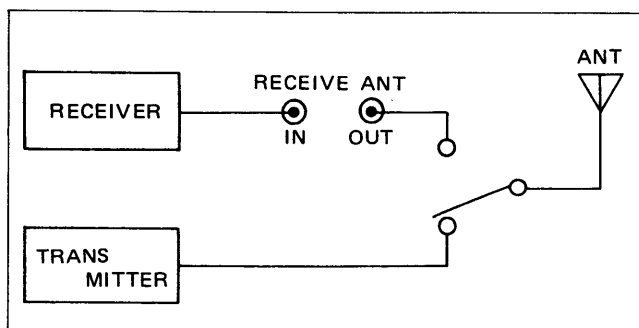 ANT
RECEIVE ANT
RECEIVER
IN
OUT
TRANS
MITTER